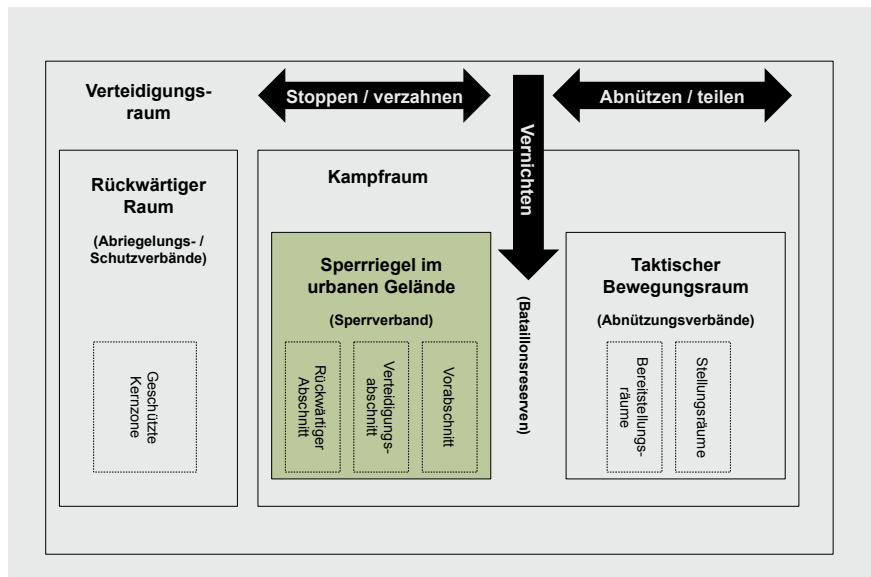 Verteidigungs-
raum
Stoppen / verzahnen
Vernichten
Abnützen / teilen
Rückwärtiger
Raum
(Abriegelungs- /
Schutzverbände)
Geschützte
Kernzone
Kampfraum
Sperrriegel im
urbanen Gelände
(Sperrverband)
Rückwärtiger
Abschnitt
Verteidigungs-
abschnitt
Vorabschnitt
(Bataillonsreserven)
Taktischer
Bewegungsraum
(Abnützungsverbände)
Bereitstellungs-
räume
Stellungsräume